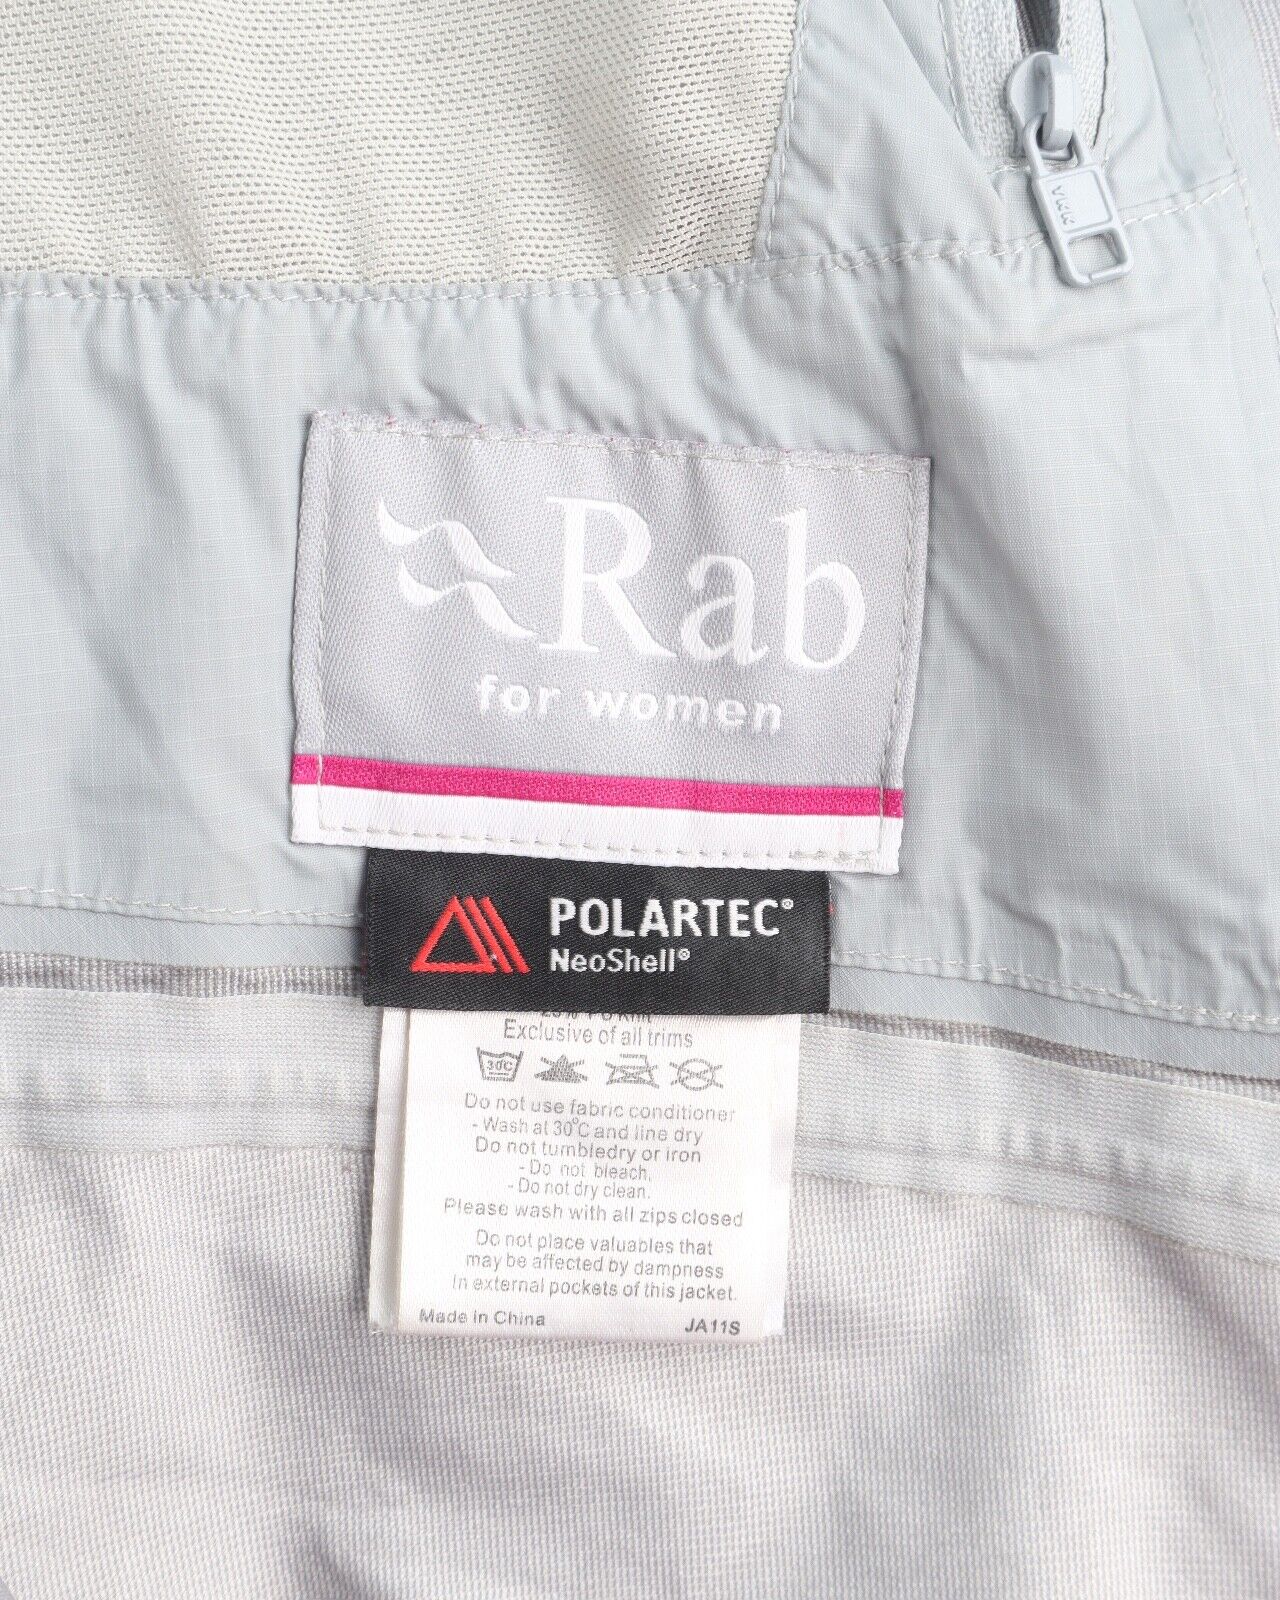 YKK
Rab
for women
POLARTEC®
NeoShell®
Exclusive of all trims
30°C
Do not use fabric conditioner
- Wash at 30°C and line dry
Do not tumbledry or iron
- Do not bleach.
- Do not dry clean.
Please wash with all zips closed
Do not place valuables that
may be affected by dampness
In external pockets of this jacket.
Made in China JA11S